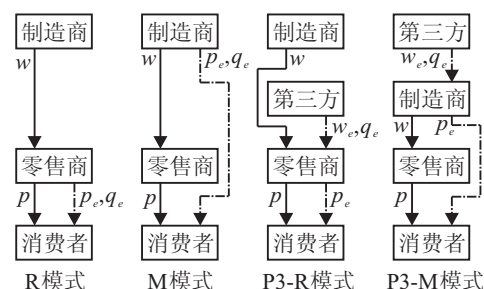 制造商
w
零售商
p
p_e,q_e
消费者
R模式
制造商
w
p_e,q_e
零售商
p
消费者
M模式
制造商
w
第三方
w_e,q_e
零售商
p
p_e
消费者
P3-R模式
第三方
w_e,q_e
制造商
w
p_e
零售商
p
消费者
P3-M模式